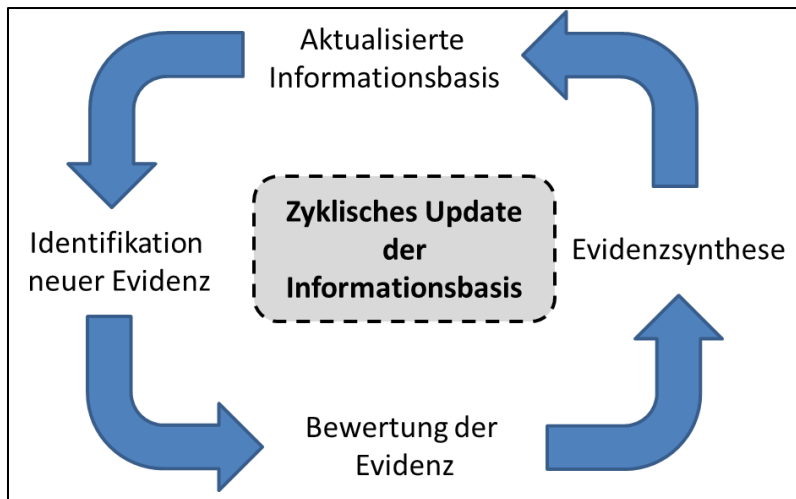 Aktualisierte
Informationsbasis
Zyklisches Update
der
Informationsbasis
Identifikation
neuer Evidenz
Evidenzsynthese
Bewertung der
Evidenz